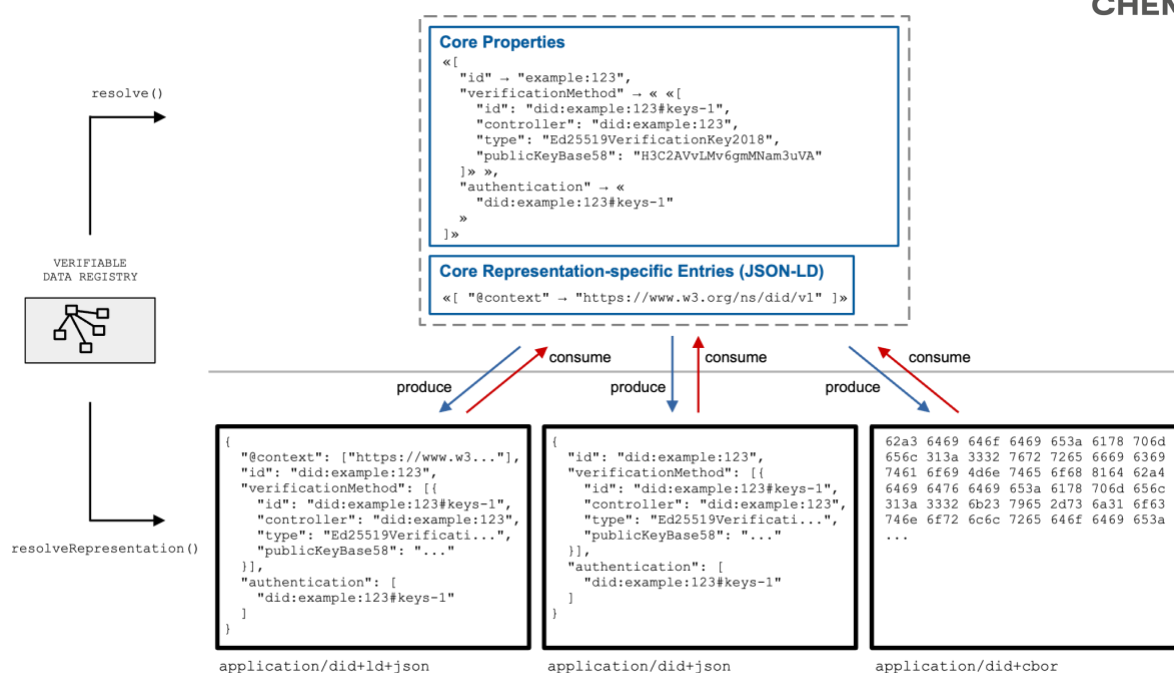 CHEN
Core Properties
«[
"id" → "example:123",
"verificationMethod" → « «[
"id": "did:example:123#keys-1",
"controller": "did:example:123",
"type": "Ed25519VerificationKey2018",
"publicKeyBase58": "H3C2AVvLMv6gmMNam3uVA"
]» »,
"authentication" → «
"did:example:123#keys-1"
»
]»
Core Representation-specific Entries (JSON-LD)
«[ "@context" → "https://www.w3.org/ns/did/v1" ]»
resolve()
VERIFIABLE
DATA REGISTRY
resolveRepresentation()
produce
consume
produce
consume
produce
consume
{
"@context": ["https://www.w3..."],
"id": "did:example:123",
"verificationMethod": [{
"id": "did:example:123#keys-1",
"controller": "did:example:123",
"type": "Ed25519Verificati...",
"publicKeyBase58": "..."
}],
"authentication": [
"did:example:123#keys-1"
]
}
application/did+ld+json
{
"id": "did:example:123",
"verificationMethod": [{
"id": "did:example:123#keys-1",
"controller": "did:example:123",
"type": "Ed25519Verificati...",
"publicKeyBase58": "..."
}],
"authentication": [
"did:example:123#keys-1"
]
}
application/did+json
62a3 6469 646f 6469 653a 6178 706d
656c 313a 3332 7672 7265 6669 6369
7461 6f69 4d6e 7465 6f68 8164 62a4
6469 6476 6469 653a 6178 706d 656c
313a 3332 6b23 7965 2d73 6a31 6f63
746e 6f72 6c6c 7265 646f 6469 653a
...
application/did+cbor